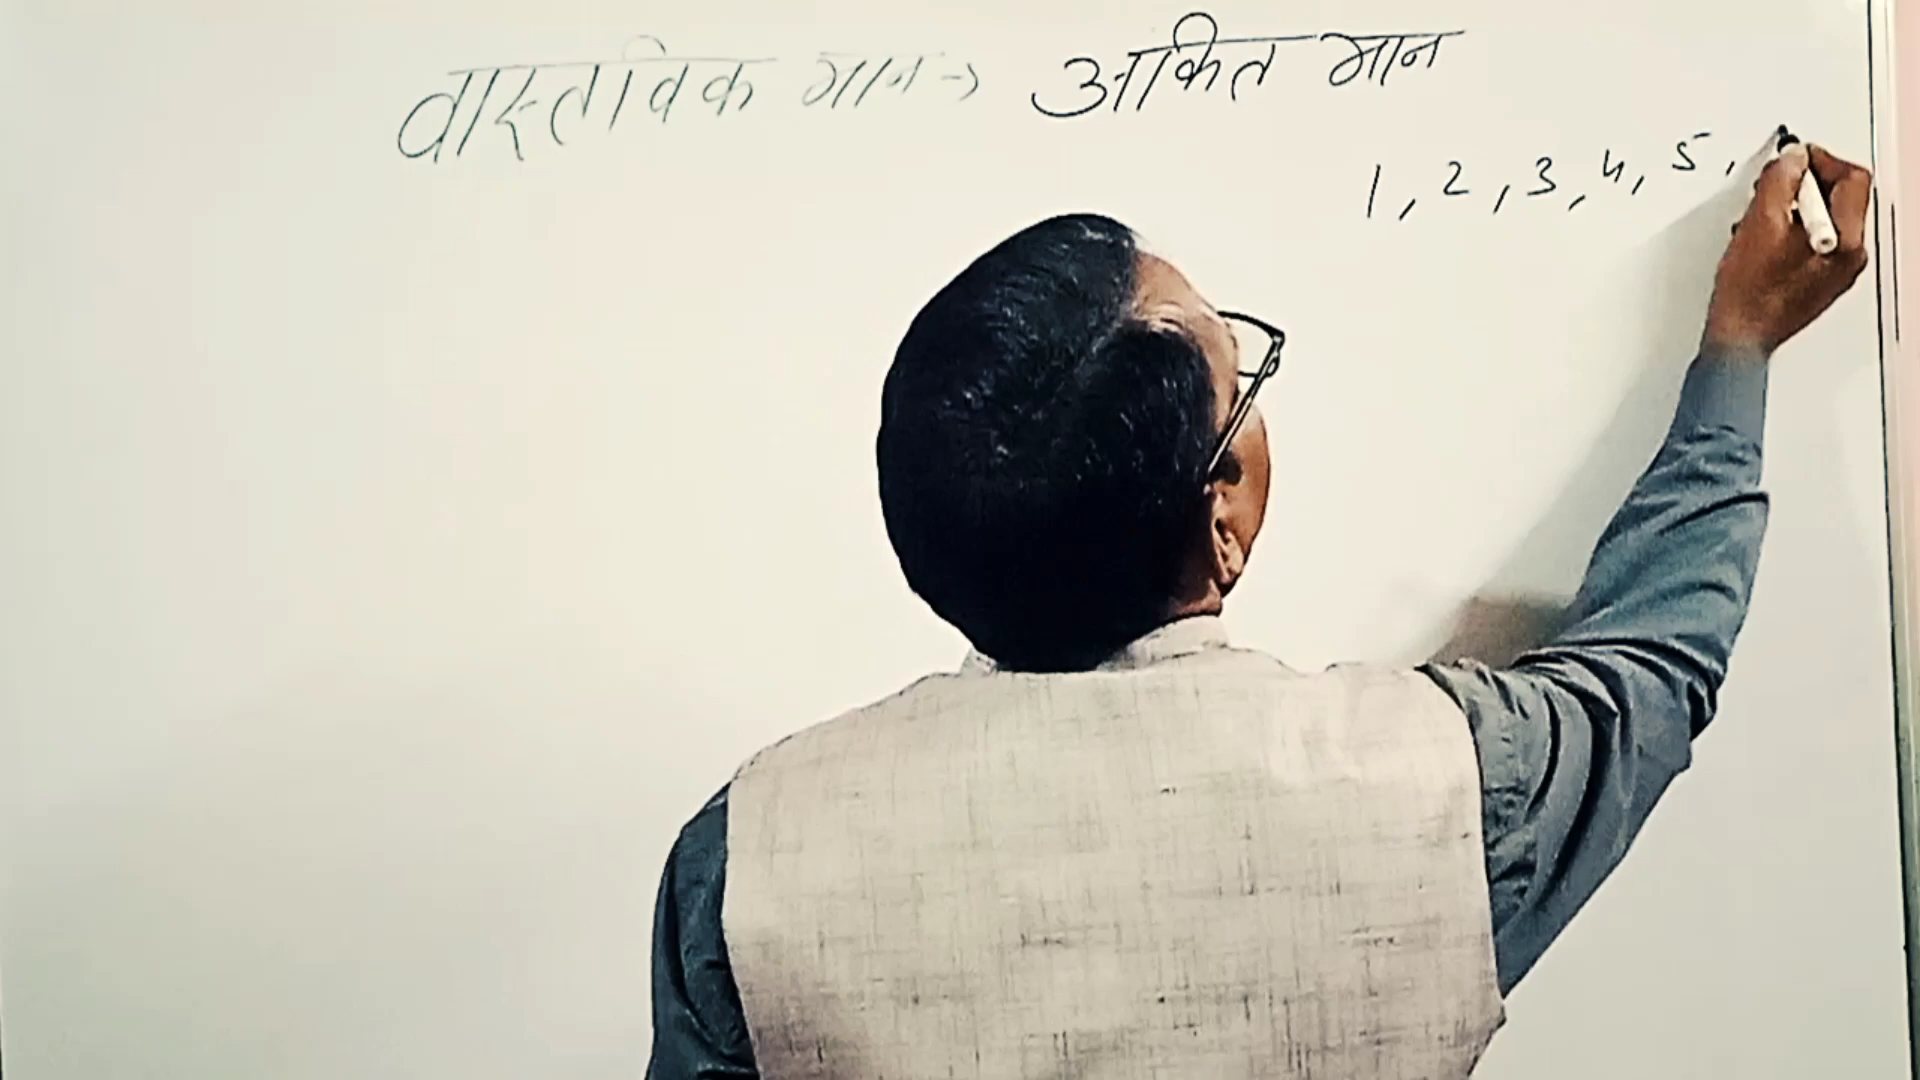 वास्तविक मान → अंकित मान
1, 2, 3, 4, 5,